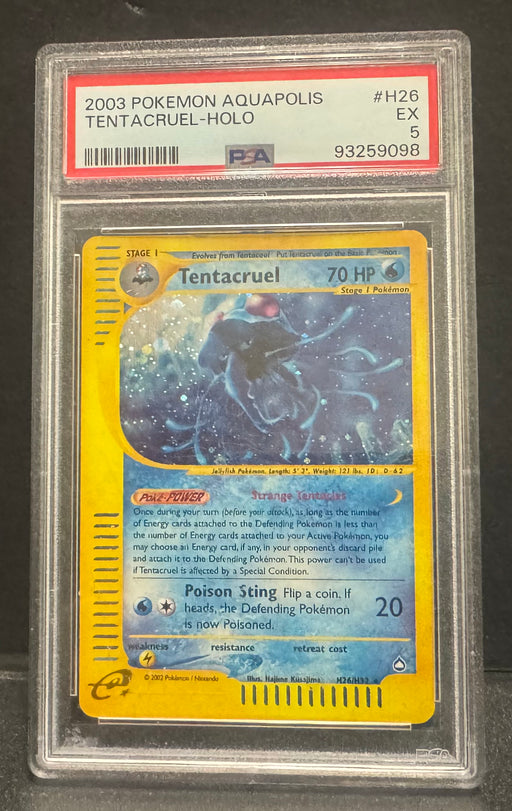 2003 POKEMON AQUAPOLIS #H26
TENTACRUEL-HOLO EX
5
PSA 93259098
STAGE 1 Evolves from Tentacool Put Tentacruel on the Basic Pokémon
Tentacruel 70 HP
Stage 1 Pokémon
Jellyfish Pokémon. Length: 5' 3", Weight: 121 lbs. ID: D-62
POKé-POWER Strange Tentacles
Once during your turn (before your attack), as long as the number
of Energy cards attached to the Defending Pokémon is less than
the number of Energy cards attached to your Active Pokémon, you
may choose an Energy card, if any, in your opponent's discard pile
and attach it to the Defending Pokémon. This power can't be used
if Tentacruel is affected by a Special Condition.
Poison Sting Flip a coin. If
heads, the Defending Pokémon 20
is now Poisoned.
weakness resistance retreat cost
e
© 2002 Pokémon / Nintendo Illus. Hajime Kusajima H26/H32